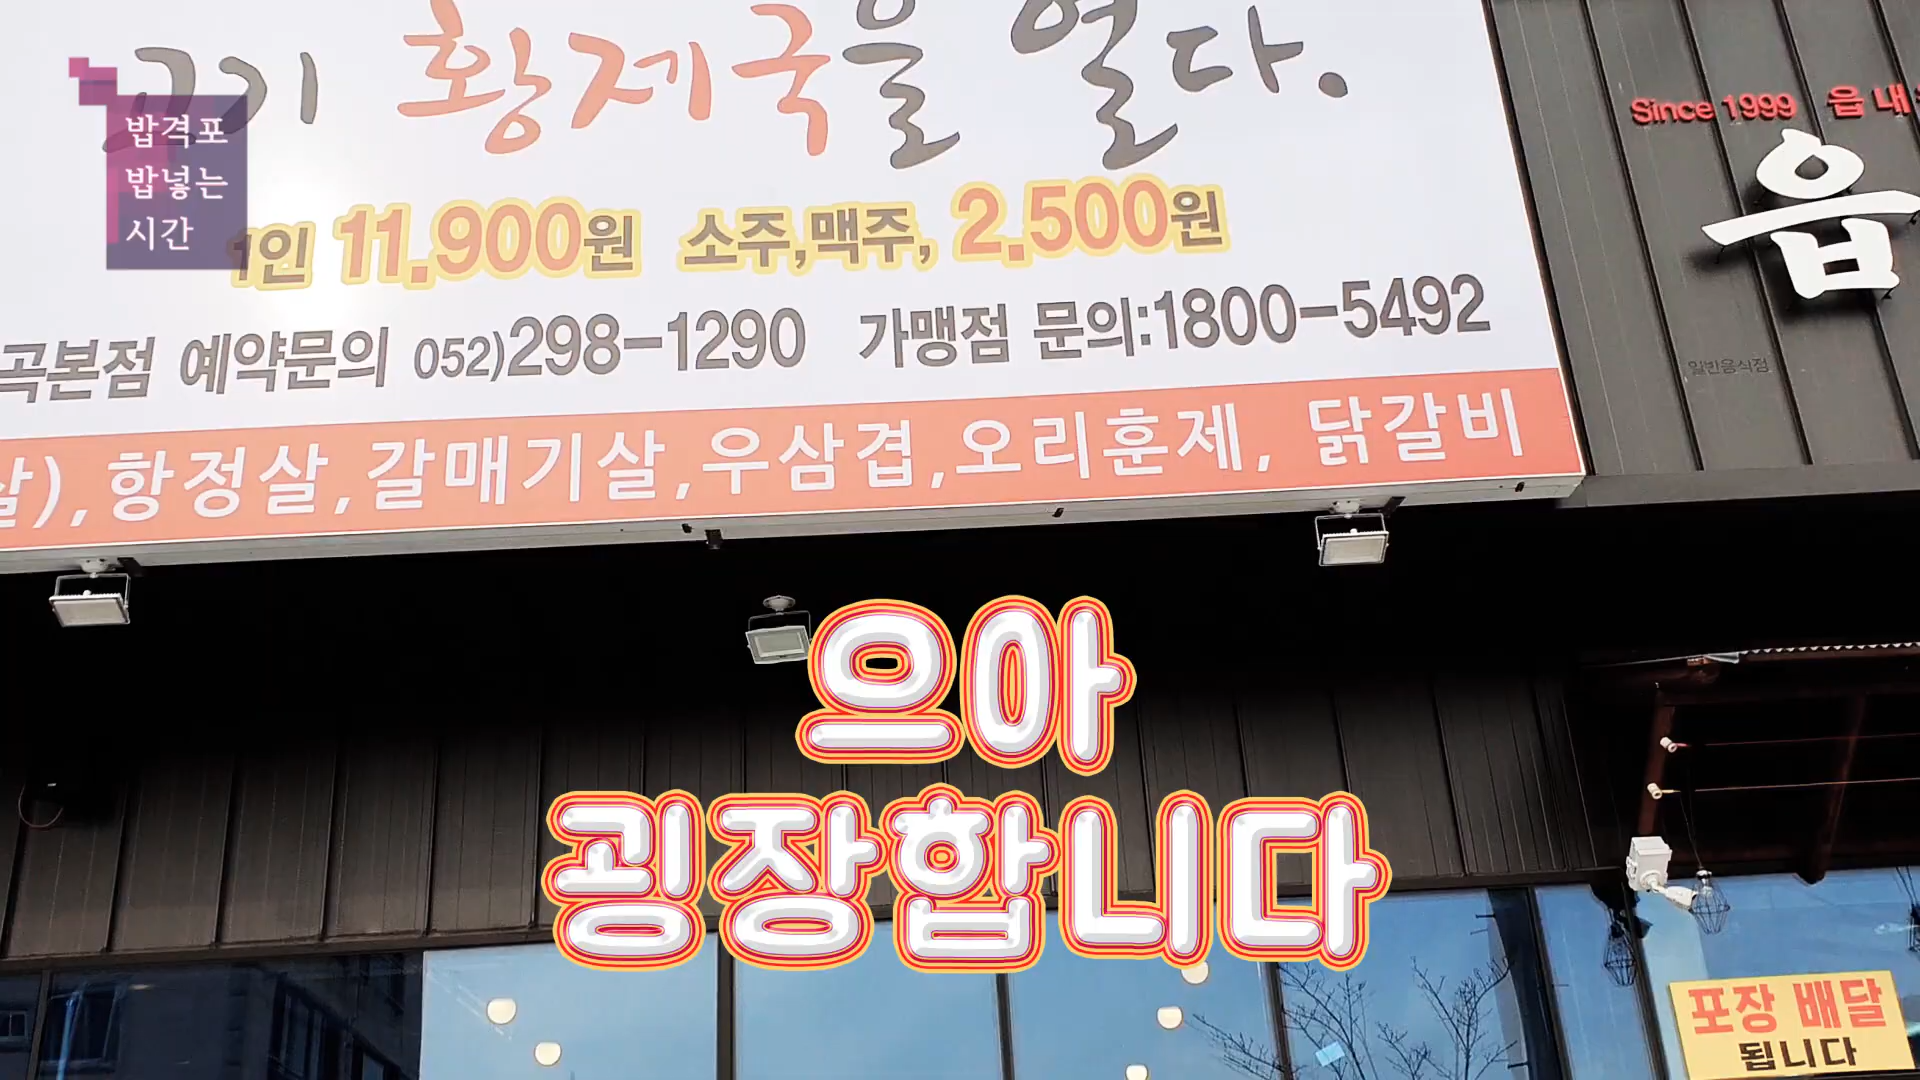 고기 황제국을 열다.
밥격포
밥넣는
시간
1인 11.900원 소주,맥주, 2.500원
곡본점 예약문의 052)298-1290 가맹점 문의:1800-5492
살),항정살,갈매기살,우삼겹,오리훈제, 닭갈비
Since 1999 읍내
읍
일반음식점
으아
굉장합니다
포장 배달
됩니다